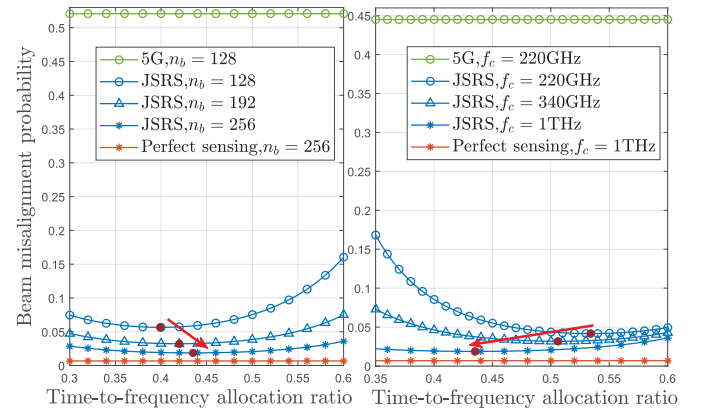 Beam misalignment probability
0.5
0.45
0.4
0.35
0.3
0.25
0.2
0.15
0.1
0.05
0
5G,n_b = 128
JSRS,n_b = 128
JSRS,n_b = 192
JSRS,n_b = 256
Perfect sensing,n_b = 256
0.3 0.35 0.4 0.45 0.5 0.55 0.6
Time-to-frequency allocation ratio
0.45
0.4
0.3
0.2
0.15
0.1
0.05
0
5G,f_c = 220GHz
JSRS,f_c = 220GHz
JSRS,f_c = 340GHz
JSRS,f_c = 1THz
Perfect sensing,f_c = 1THz
0.35 0.4 0.45 0.5 0.55 0.6
Time-to-frequency allocation ratio